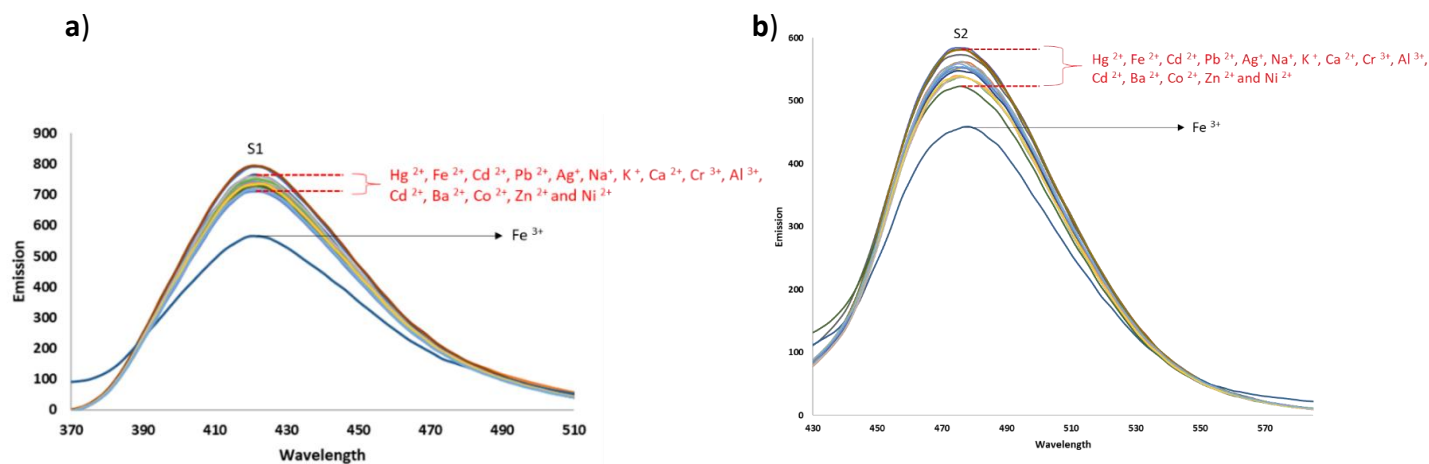 a)
S1
900
800
700
600
500
400
300
200
100
0
Emission
370 390 410 430 450 470 490 510
Wavelength
Hg ²⁺, Fe ²⁺, Cd ²⁺, Pb ²⁺, Ag⁺, Na⁺, K ⁺, Ca ²⁺, Cr ³⁺, Al ³⁺,
Cd ²⁺, Ba ²⁺, Co ²⁺, Zn ²⁺ and Ni ²⁺
Fe ³⁺
b)
S2
600
500
400
300
200
100
0
Emission
430 450 470 490 510 530 550 570
Wavelength
Hg ²⁺, Fe ²⁺, Cd ²⁺, Pb ²⁺, Ag⁺, Na⁺, K ⁺, Ca ²⁺, Cr ³⁺, Al ³⁺,
Cd ²⁺, Ba ²⁺, Co ²⁺, Zn ²⁺ and Ni ²⁺
Fe ³⁺